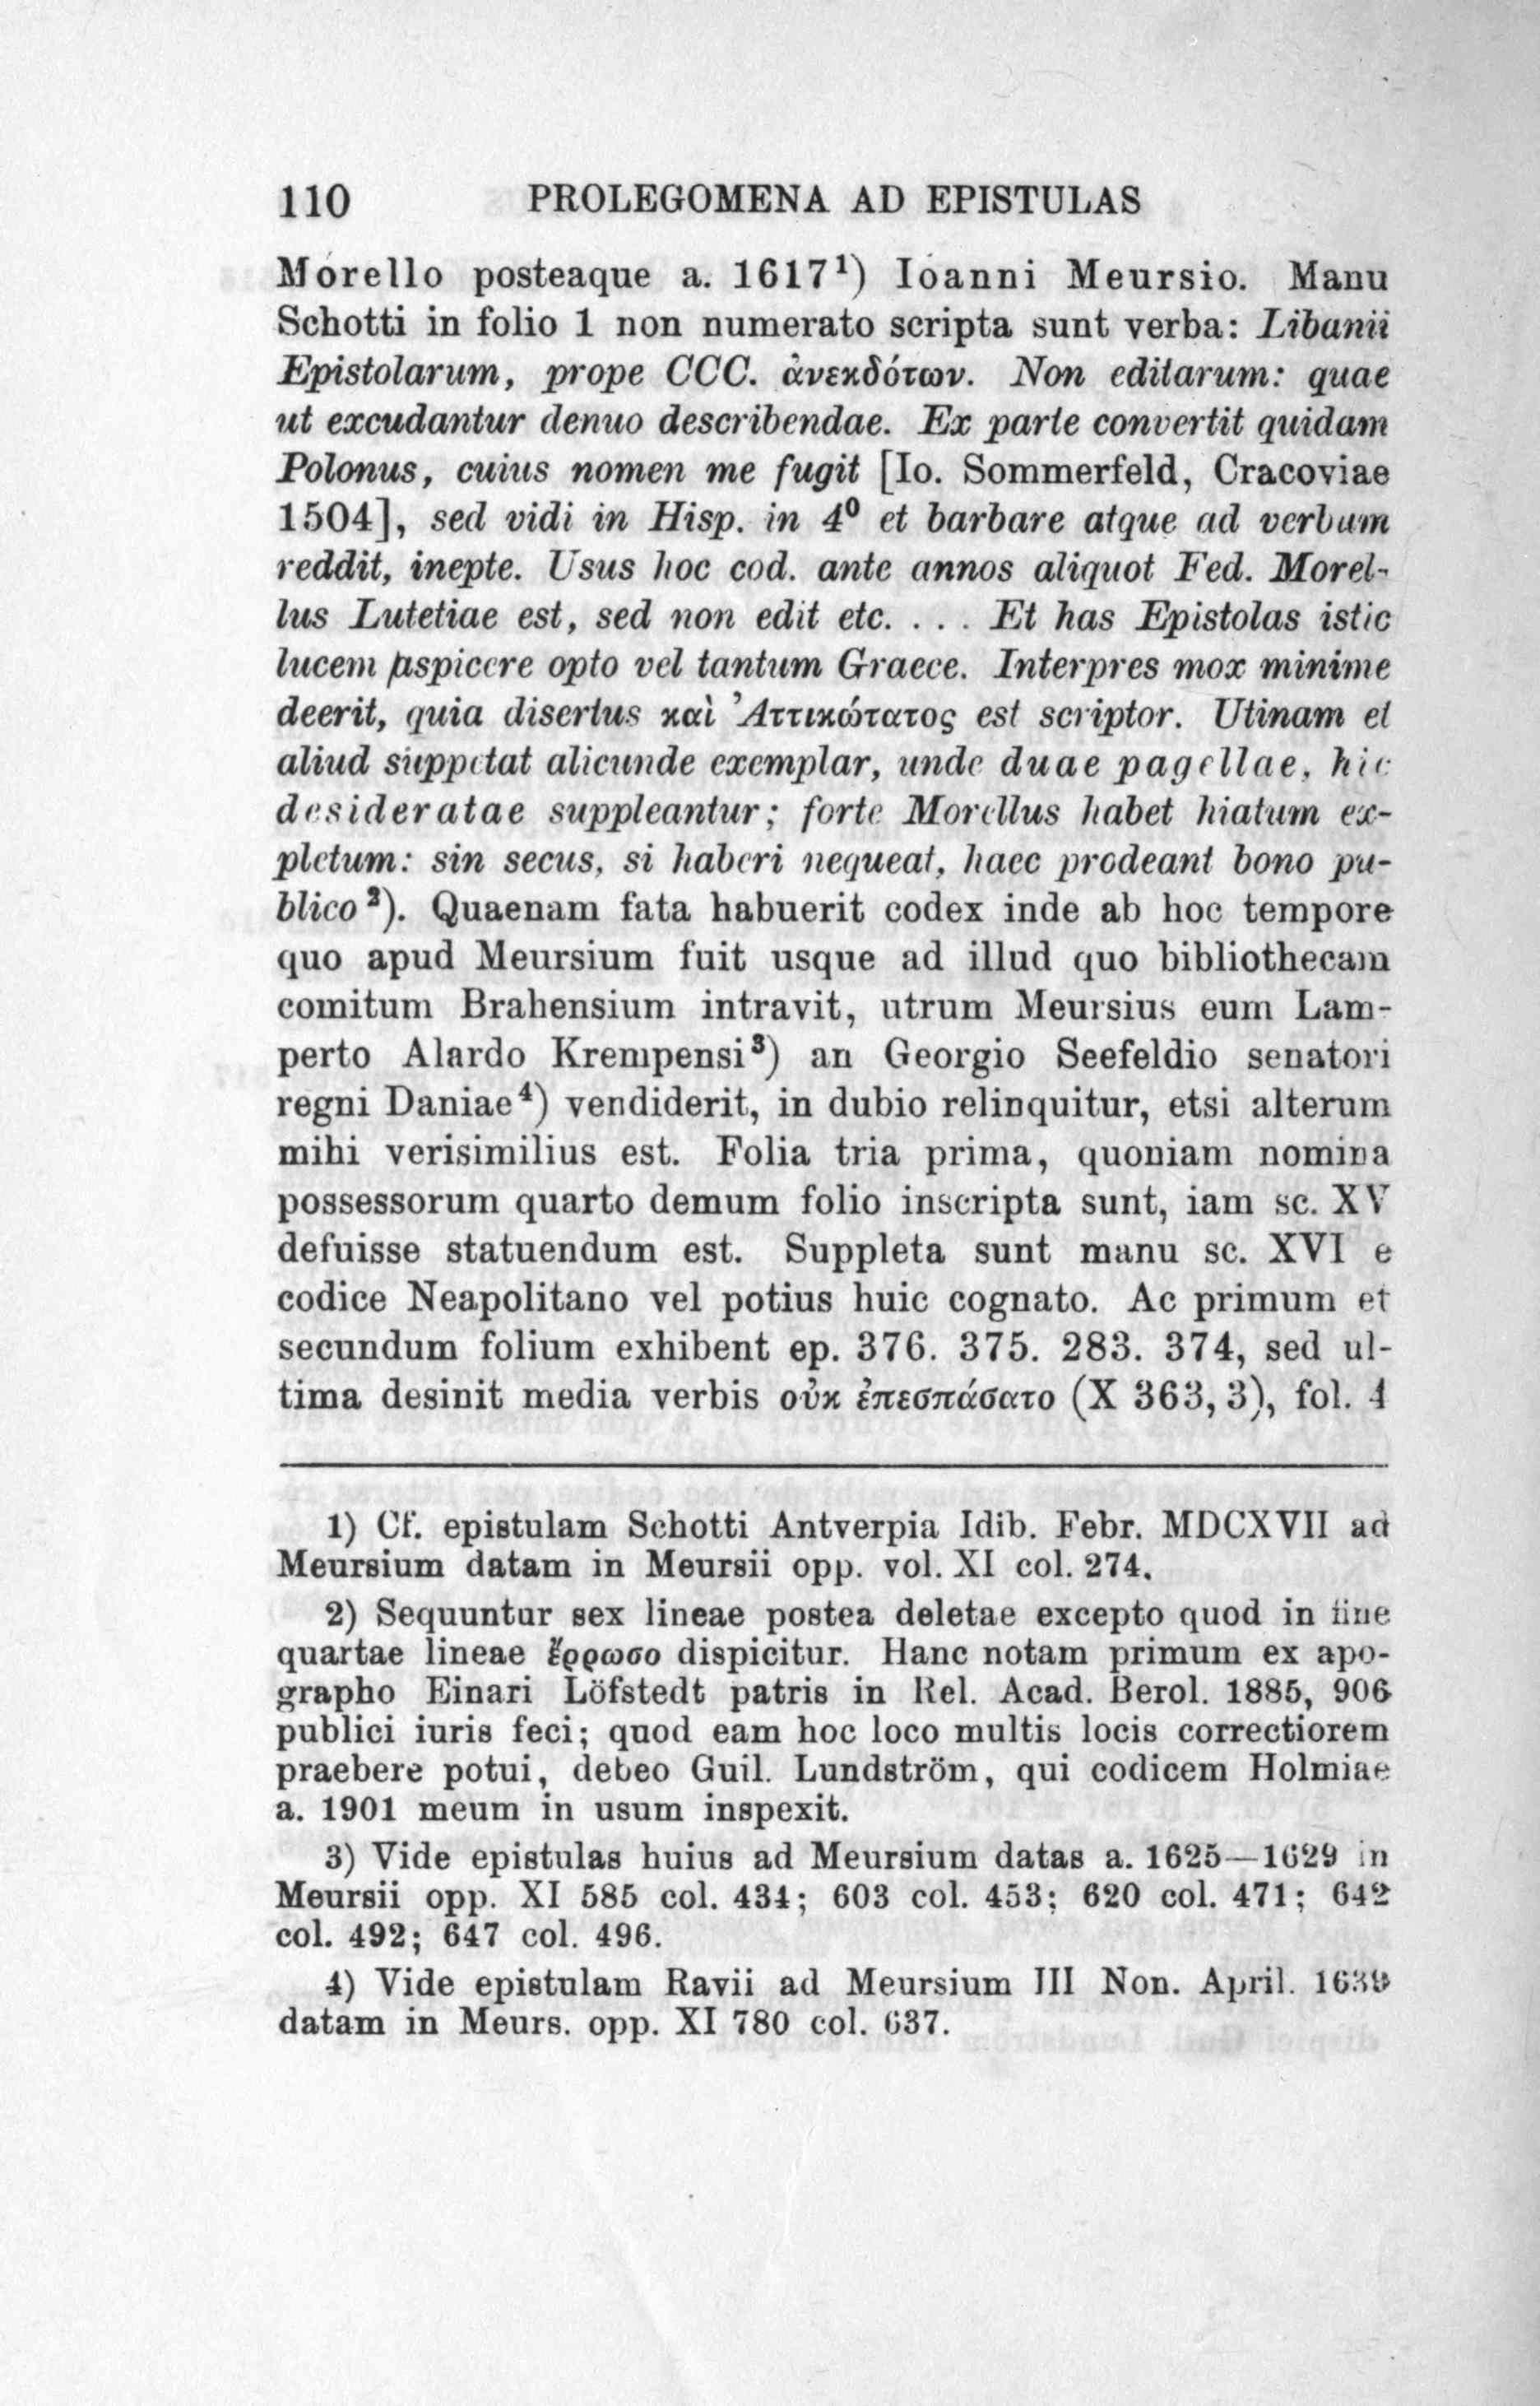 110 PROLEGOMENA AD EPISTULAS
Morello posteaque a. 1617¹) Ioanni Meursio. Manu
Schotti in folio 1 non numerato scripta sunt verba: Libanii
Epistolarum, prope CCC. ἀνεκδότων. Non editarum: quae
ut excudantur denuo describendae. Ex parte convertit quidam
Polonus, cuius nomen me fugit [Io. Sommerfeld, Cracoviae
1504], sed vidi in Hisp. in 4⁰ et barbare atque ad verbum
reddit, inepte. Usus hoc cod. ante annos aliquot Fed. Morel-
lus Lutetiae est, sed non edit etc. . . . Et has Epistolas istic
lucem aspicere opto vel tantum Graece. Interpres mox minime
deerit, quia disertus καὶ Ἀττικώτατος est scriptor. Utinam et
aliud suppetat alicunde exemplar, unde duae pagellae, hic
desideratae suppleantur; forte Morellus habet hiatum ex-
pletum: sin secus, si haberi nequeat, haec prodeant bono pu-
blico²). Quaenam fata habuerit codex inde ab hoc tempore
quo apud Meursium fuit usque ad illud quo bibliothecam
comitum Brahensium intravit, utrum Meursius eum Lam-
perto Alardo Krempensi³) an Georgio Seefeldio senatori
regni Daniae⁴) vendiderit, in dubio relinquitur, etsi alterum
mihi verisimilius est. Folia tria prima, quoniam nomina
possessorum quarto demum folio inscripta sunt, iam sc. XV
defuisse statuendum est. Suppleta sunt manu sc. XVI e
codice Neapolitano vel potius huic cognato. Ac primum et
secundum folium exhibent ep. 376. 375. 283. 374, sed ul-
tima desinit media verbis οὐκ ἐπεσπάσατο (X 363, 3), fol. 4
1) Cf. epistulam Schotti Antverpia Idib. Febr. MDCXVII ad
Meursium datam in Meursii opp. vol. XI col. 274.
2) Sequuntur sex lineae postea deletae excepto quod in fine
quartae lineae ἔρρωσο dispicitur. Hanc notam primum ex apo-
grapho Einari Löfstedt patris in Rel. Acad. Berol. 1885, 906
publici iuris feci; quod eam hoc loco multis locis correctiorem
praebere potui, debeo Guil. Lundström, qui codicem Holmiae
a. 1901 meum in usum inspexit.
3) Vide epistulas huius ad Meursium datas a. 1625—1629 in
Meursii opp. XI 585 col. 434; 603 col. 453; 620 col. 471; 642
col. 492; 647 col. 496.
4) Vide epistulam Ravii ad Meursium III Non. April. 1639
datam in Meurs. opp. XI 780 col. 637.